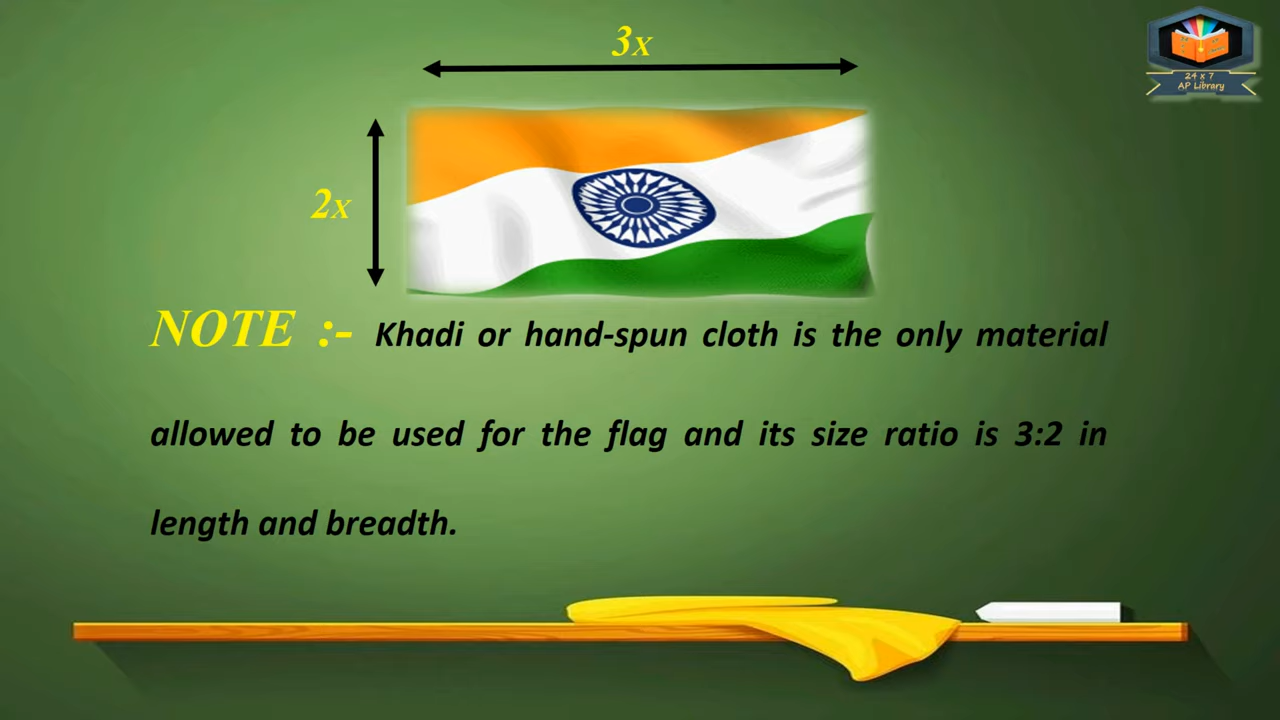 3x
24 x 7
AP Library
2x
NOTE :- Khadi or hand-spun cloth is the only material
allowed to be used for the flag and its size ratio is 3:2 in
length and breadth.